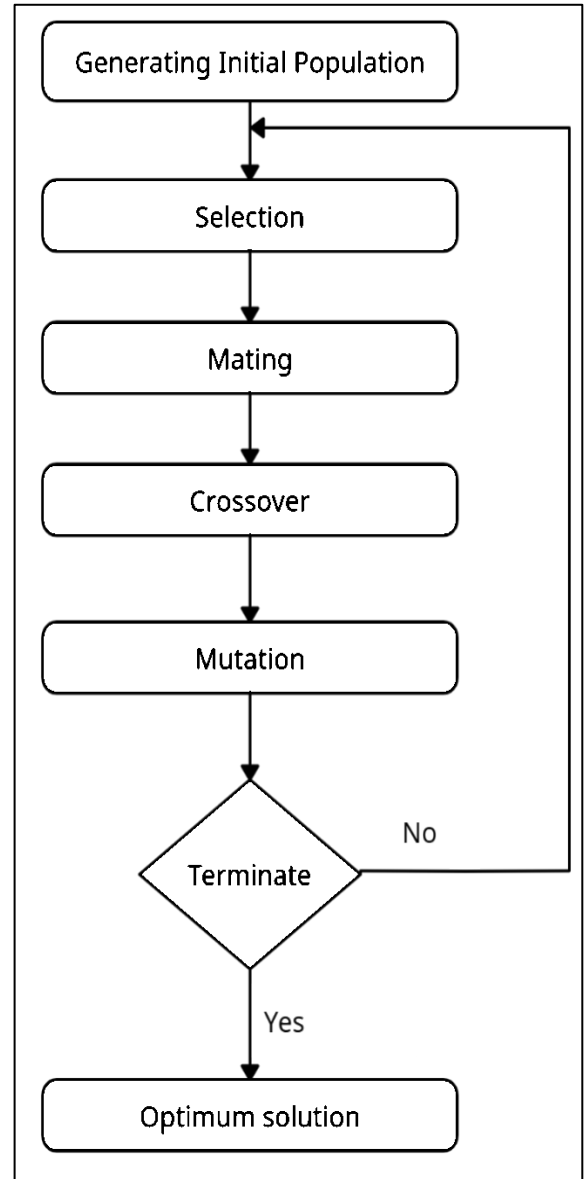 Generating Initial Population
Selection
Mating
Crossover
Mutation
Terminate
No
Yes
Optimum solution